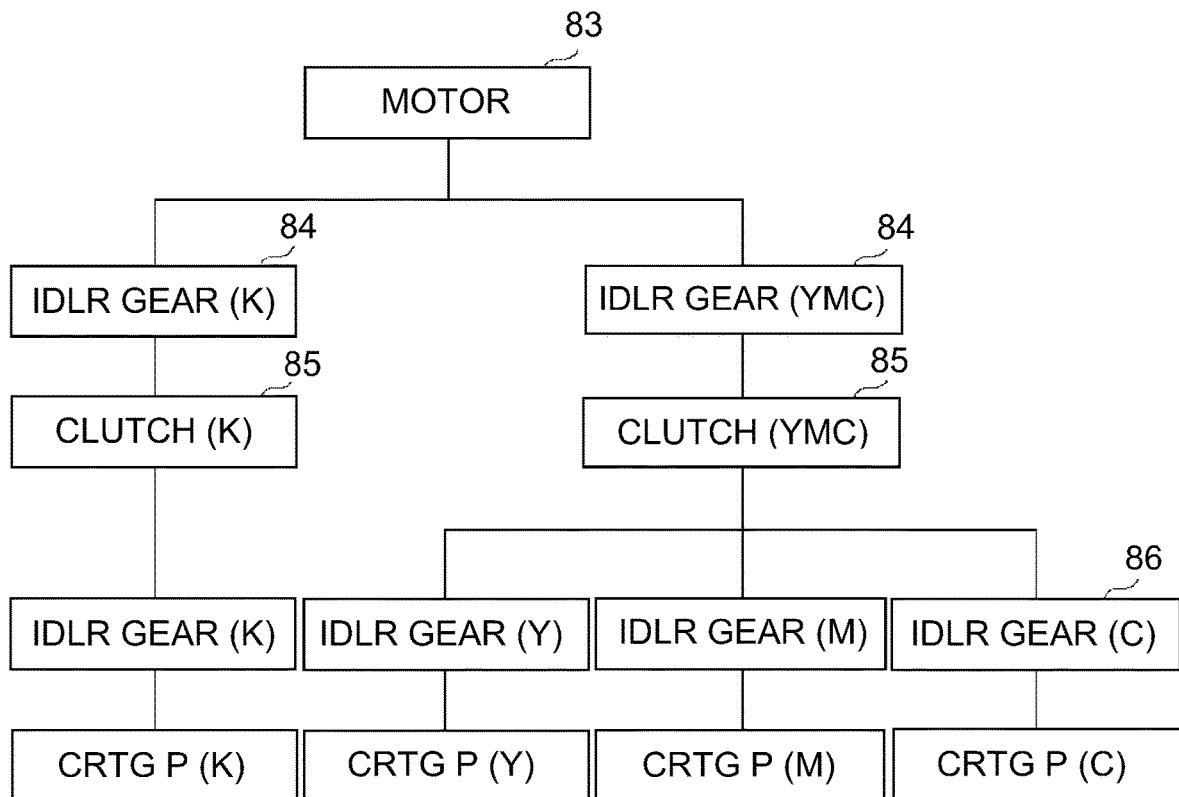 83
MOTOR
84
84
IDLR GEAR (K)
IDLR GEAR (YMC)
85
85
CLUTCH (K)
CLUTCH (YMC)
86
IDLR GEAR (K)
IDLR GEAR (Y)
IDLR GEAR (M)
IDLR GEAR (C)
CRTG P (K)
CRTG P (Y)
CRTG P (M)
CRTG P (C)